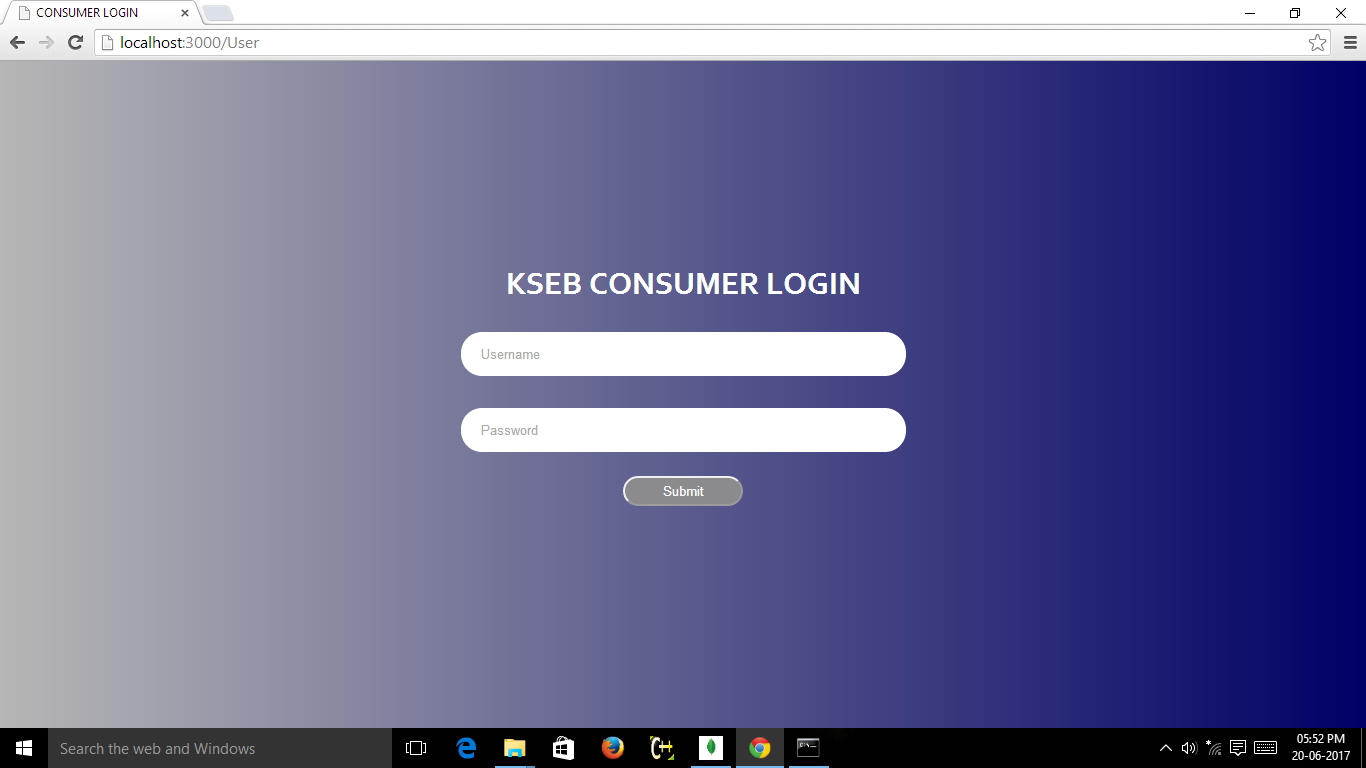 CONSUMER LOGIN
localhost:3000/User
KSEB CONSUMER LOGIN
Username
Password
Submit
Search the web and Windows
05:52 PM
20-06-2017